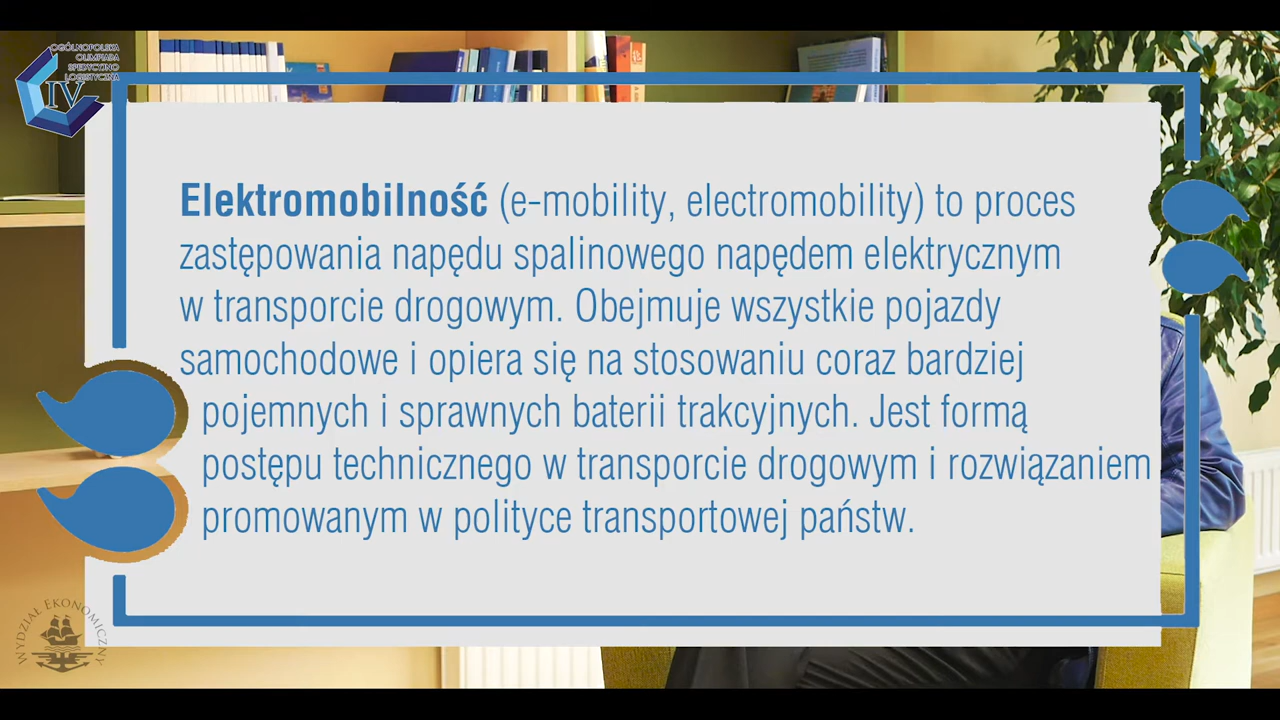 OGÓLNOPOLSKA
OLIMPIADA
SPEDYCYJNO
LOGISTYCZNA
IV
Elektromobilność (e-mobility, electromobility) to proces
zastępowania napędu spalinowego napędem elektrycznym
w transporcie drogowym. Obejmuje wszystkie pojazdy
samochodowe i opiera się na stosowaniu coraz bardziej
pojemnych i sprawnych baterii trakcyjnych. Jest formą
postępu technicznego w transporcie drogowym i rozwiązaniem
promowanym w polityce transportowej państw.
WYDZIAŁ EKONOMICZNY